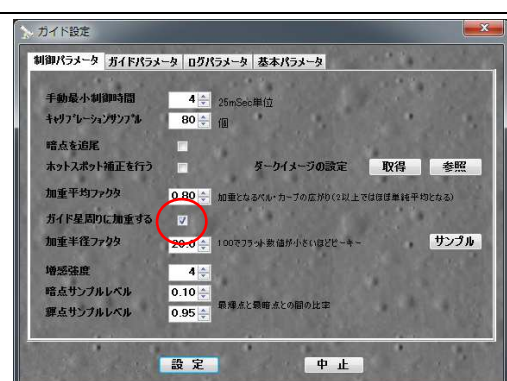 ガイド設定
制御パラメータ ガイドパラメータ ログパラメータ 基本パラメータ
手動最小制御時間 4 25mSec単位
キャリブレーションサンプル 80 個
暗点を追尾
ホットスポット補正を行う ダークイメージの設定 取得 参照
加重平均ファクタ 0.80 加重となるベル・カーブの広がり(2以上ではほぼ単純平均となる)
ガイド星周りに加重する
加重半径ファクタ 20.0 100でフラット数値が小さいほどピーキー サンプル
増感強度 4
暗点サンプルレベル 0.10
輝点サンプルレベル 0.95 最輝点と最暗点との間の比率
設 定 中 止